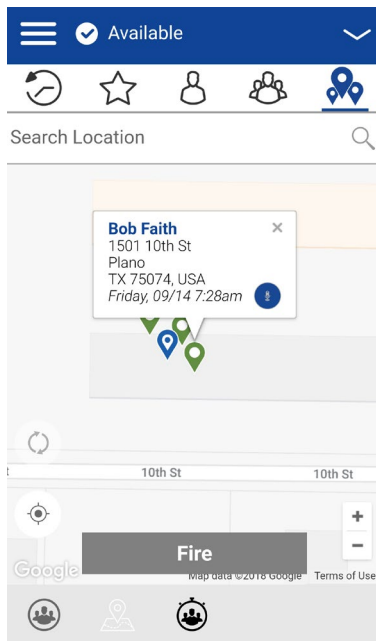 Available
Search Location
Bob Faith
1501 10th St
Plano
TX 75074, USA
Friday, 09/14 7:28am
10th St
10th St
Fire
Google
Map data ©2018 Google
Terms of Use